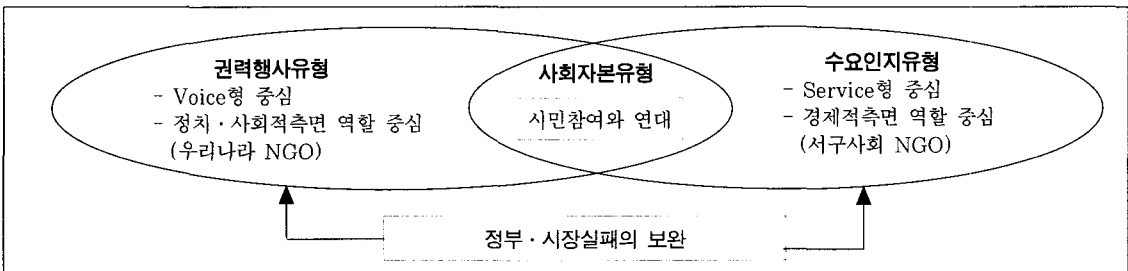 권력행사유형
- Voice형 중심
- 정치 · 사회적측면 역할 중심
(우리나라 NGO)
사회자본유형
시민참여와 연대
수요인지유형
- Service형 중심
- 경제적측면 역할 중심
(서구사회 NGO)
정부 · 시장실패의 보완